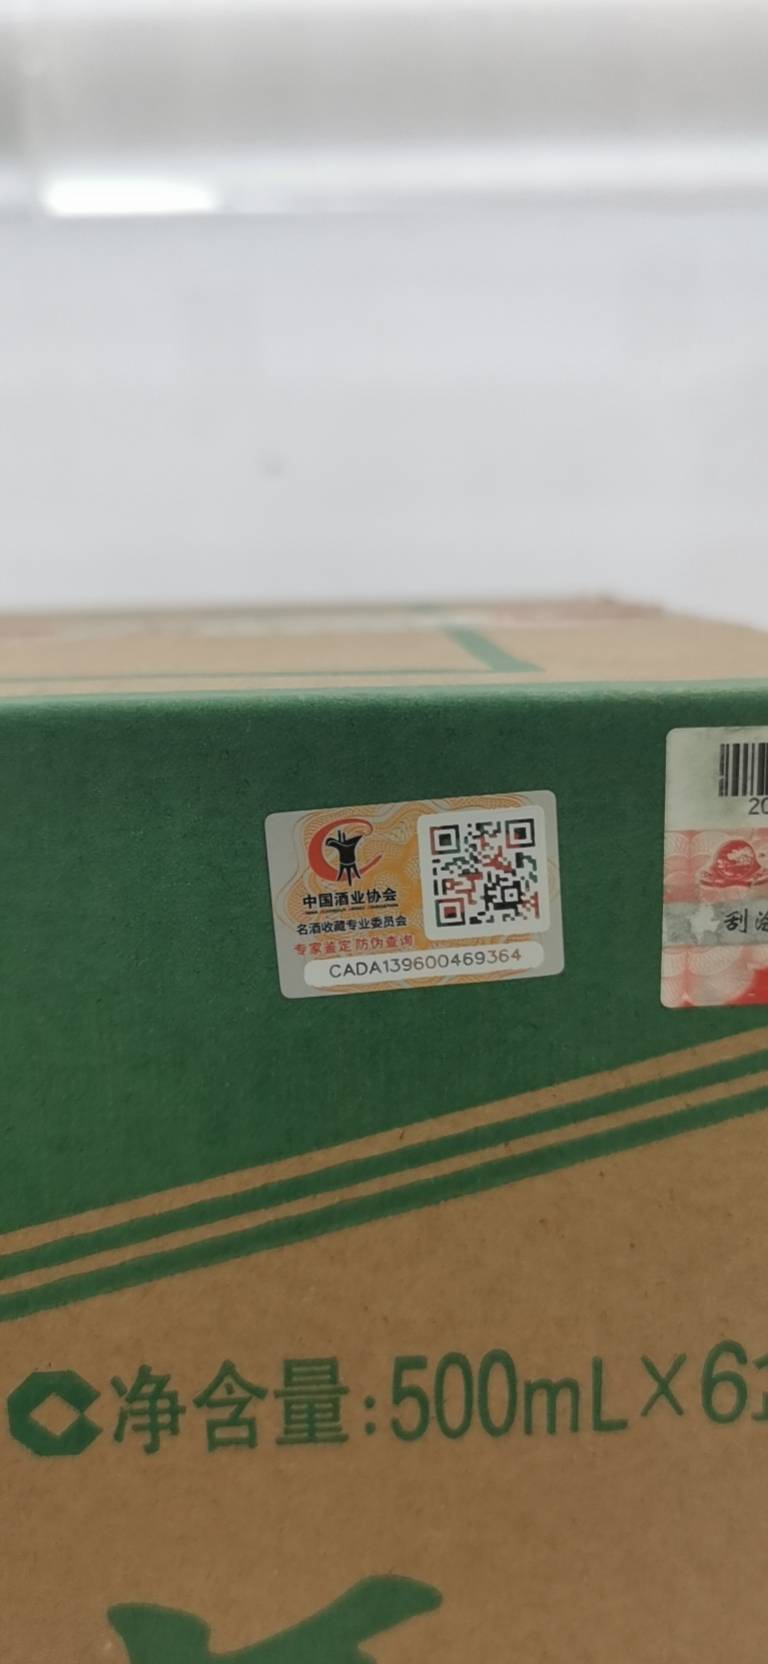 中国酒业协会
名酒收藏专业委员会
专家鉴定 防伪查询
CADA139600469364
20
刮
净含量:500mL×6